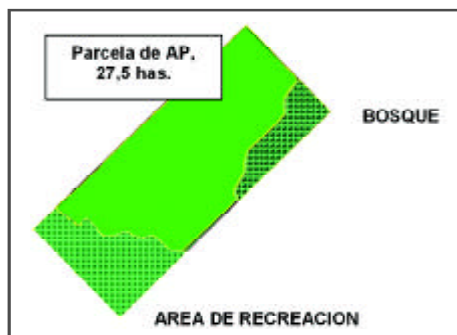 Parcela de AP.
27,5 has.
BOSQUE
AREA DE RECREACION